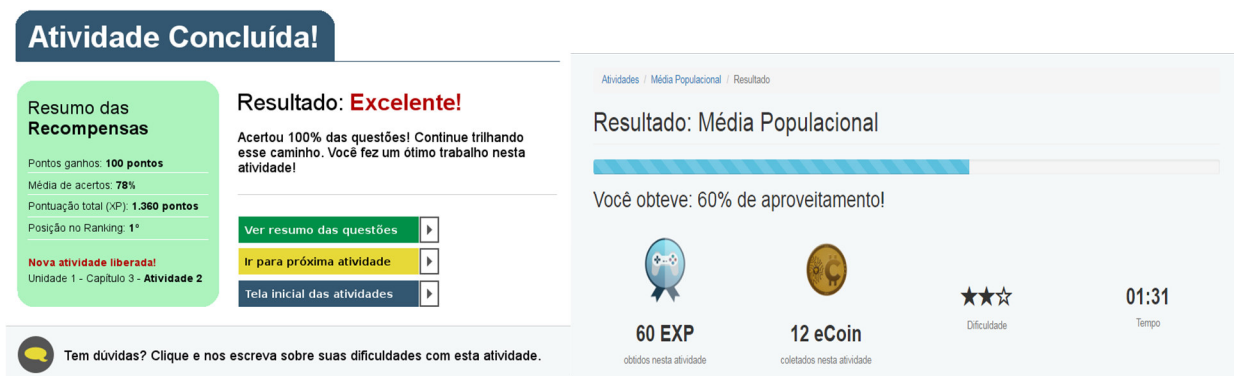 Atividade Concluída!
Resumo das
Recompensas
Pontos ganhos: 100 pontos
Média de acertos: 78%
Pontuação total (XP): 1.360 pontos
Posição no Ranking: 1°
Nova atividade liberada!
Unidade 1 - Capítulo 3 - Atividade 2
Resultado: Excelente!
Acertou 100% das questões! Continue trilhando
esse caminho. Você fez um ótimo trabalho nesta
atividade!
Ver resumo das questões
Ir para próxima atividade
Tela inicial das atividades
Tem dúvidas? Clique e nos escreva sobre suas dificuldades com esta atividade.
Atividades / Média Populacional / Resultado
Resultado: Média Populacional
Você obteve: 60% de aproveitamento!
60 EXP
obtidos nesta atividade
12 eCoin
coletados nesta atividade
Dificuldade
01:31
Tempo